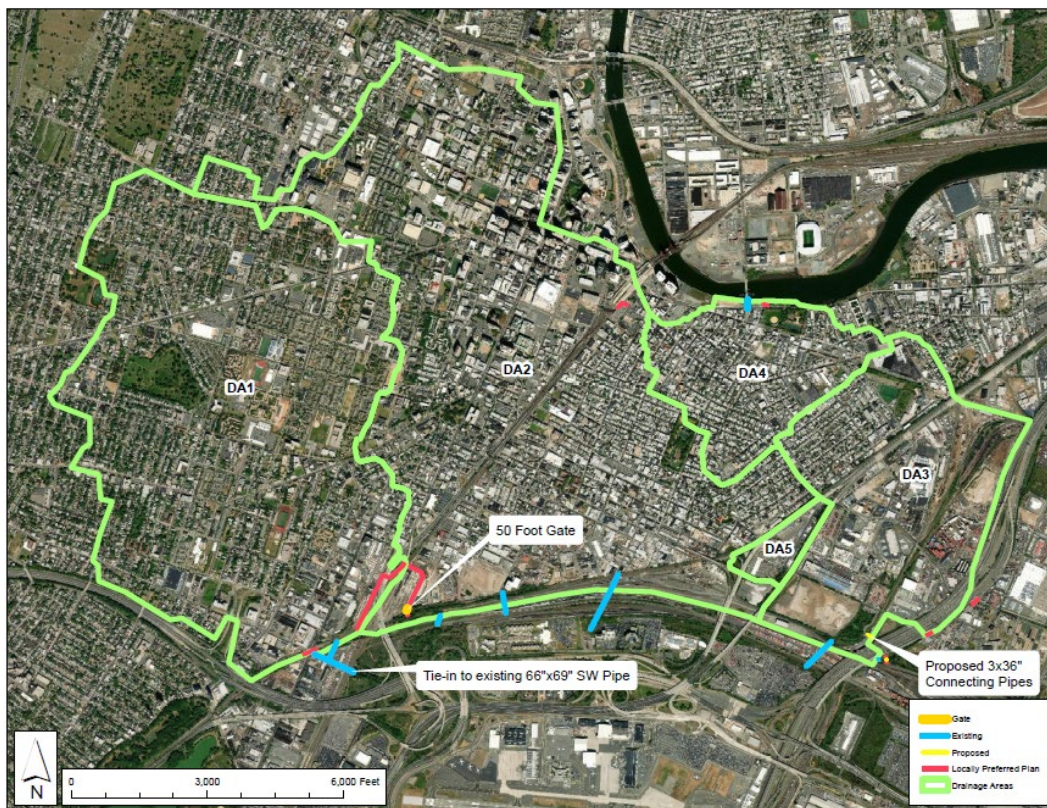 DA1
DA2
DA4
DA3
DA5
50 Foot Gate
Tie-in to existing 66"x69" SW Pipe
Proposed 3x36"
Connecting Pipes
Gate
Existing
Proposed
Locally Preferred Plan
Drainage Areas
N
0 3,000 6,000 Feet